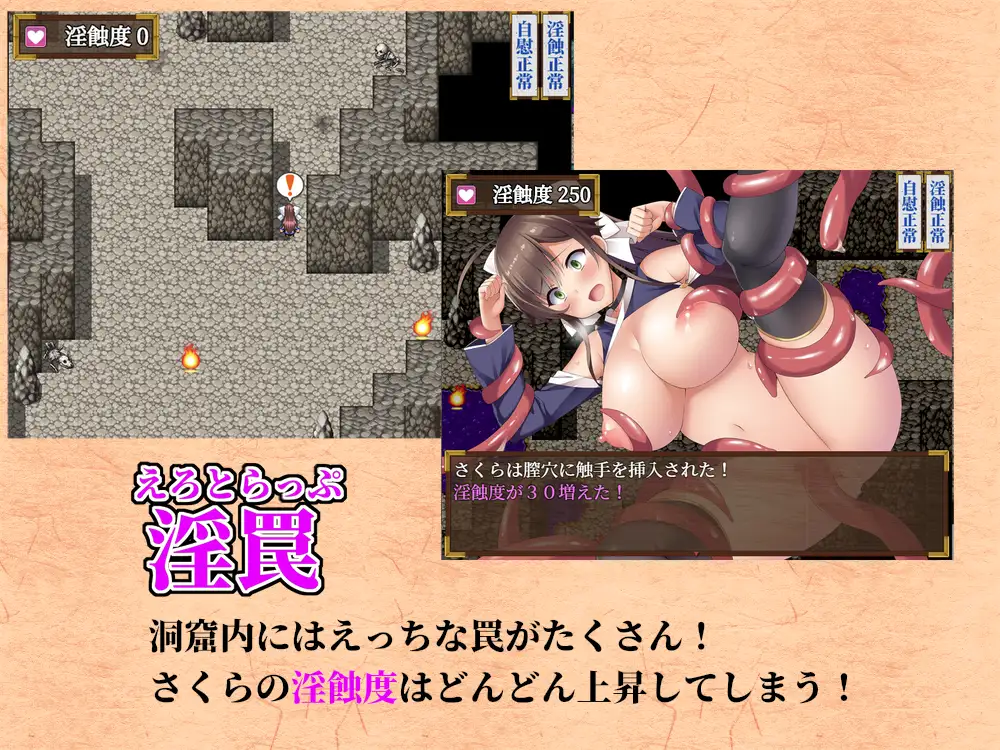 淫蝕度 0
自慰正常
淫蝕正常
淫蝕度 250
自慰正常
淫蝕正常
さくらは膣穴に触手を挿入された!
淫蝕度が30増えた!
えろとらっぷ
淫罠
洞窟内にはえっちな罠がたくさん!
さくらの淫蝕度はどんどん上昇してしまう!